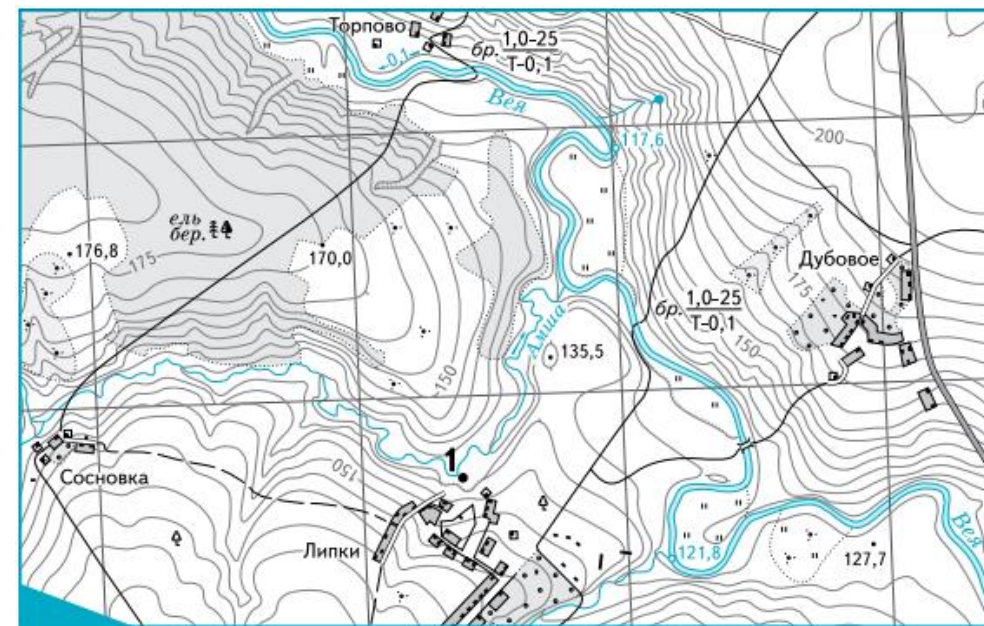 Торпово
-0,1-
бр. 1,0-25
Т-0,1
Вея
117,6
200
ель
бер.
176,8
175
170,0
Дубовое
175
бр. 1,0-25
Т-0,1
Амша
135,5
150
150
1
150
Сосновка
Липки
121,8
127,7
Вея